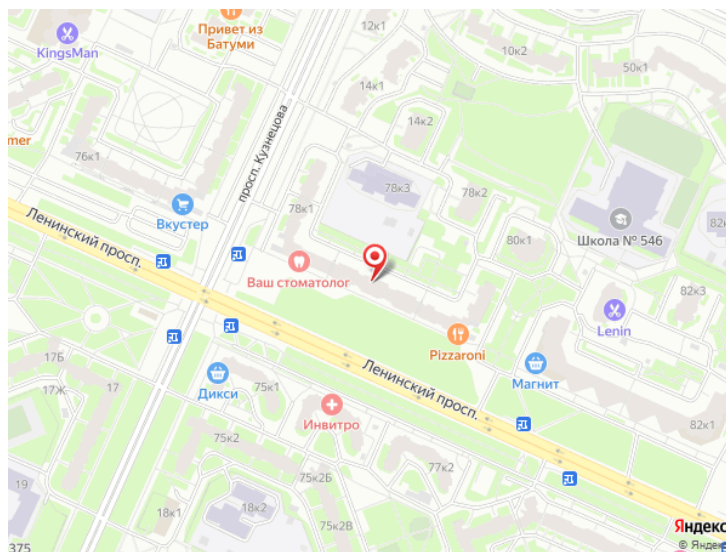 Привет из
Батуми
12к1
KingsMan
10к2
50к1
14к1
14к2
просп. Кузнецова
mer
76к1
78к3
78к2
78к1
Вкустер
Школа № 546
82к
80к1
Ленинский просп.
Ваш стоматолог
82к3
Lenin
Pizzaroni
Магнит
Ленинский просп.
17Б
17Ж
17
Дикси
75к1
Инвитро
82к1
75к2
77к2
75к2Б
19
18к2
18к1
75к2В
375
Яндекс
© Яндекс